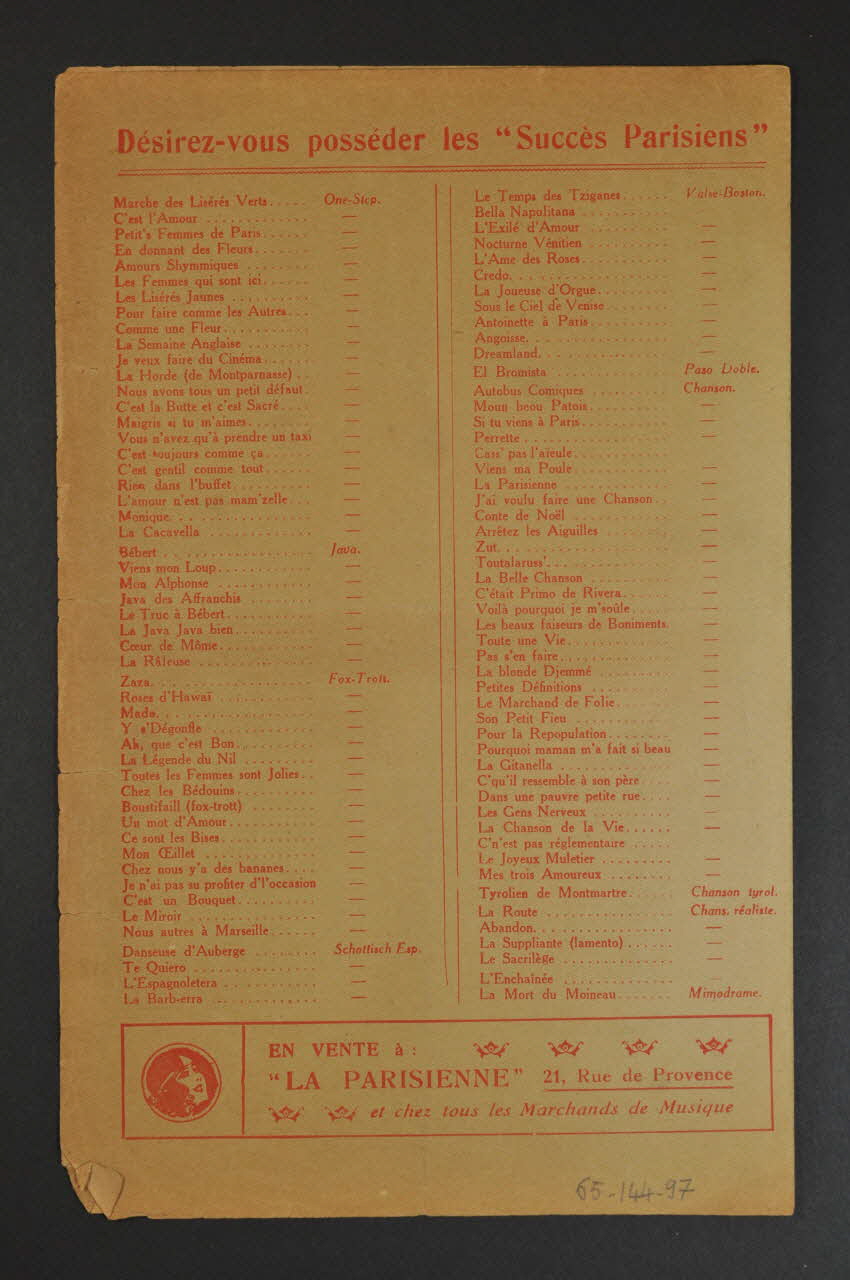 Désirez-vous posséder les "Succès Parisiens"
Marche des Lisérés Verts..... One-Step.
C'est l'Amour ............. —
Petit's Femmes de Paris...... —
En donnant des Fleurs....... —
Amours Shymmiques ........ —
Les Femmes qui sont ici...... —
Les Lisérés Jaunes .......... —
Pour faire comme les Autres... —
Comme une Fleur........... —
La Semaine Anglaise ........ —
Je veux faire du Cinéma...... —
La Horde (de Montparnasse) .. —
Nous avons tous un petit défaut. —
C'est la Butte et c'est Sacré.... —
Maigris si tu m'aimes........ —
Vous n'avez qu'à prendre un taxi —
C'est toujours comme ça...... —
C'est gentil comme tout...... —
Rien dans l'buffet.......... —
L'amour n'est pas mam'zelle... —
Monique.................. —
La Cacavella ............. —
Bébert .................. Java.
Viens mon Loup............ —
Mon Alphonse ............ —
Java des Affranchis ........ —
Le Truc à Bébert........... —
La Java Java bien.......... —
Cœur de Môme............ —
La Râleuse .............. —
Zaza.................... Fox-Trott.
Roses d'Hawaï ............ —
Mado.................... —
Y s'Dégonfle ............. —
Ah, que c'est Bon.......... —
La Légende du Nil ......... —
Toutes les Femmes sont Jolies.. —
Chez les Bédouins.......... —
Boustifaill (fox-trott) ....... —
Un mot d'Amour........... —
Ce sont les Bises........... —
Mon Œillet .............. —
Chez nous y'a des bananes.... —
Je n'ai pas su profiter d'l'occasion —
C'est un Bouquet.......... —
Le Miroir ............... —
Nous autres à Marseille...... —
Danseuse d'Auberge ........ Schottisch Esp.
Te Quiero ............... —
L'Espagnoletera ........... —
La Barb-erra ............. —
Le Temps des Tziganes...... Valse-Boston.
Bella Napolitana ...........
L'Exilé d'Amour .......... —
Nocturne Vénitien ......... —
L'Ame des Roses........... —
Credo................... —
La Joueuse d'Orgue......... —
Sous le Ciel de Venise....... —
Antoinette à Paris.......... —
Angoisse................. —
Dreamland................ —
El Bromista .............. Paso Doble.
Autobus Comiques ......... Chanson.
Moun beou Patois.......... —
Si tu viens à Paris.......... —
Perrette ................. —
Cass' pas l'aïeule...........
Viens ma Poule............ —
La Parisienne ............. —
J'ai voulu faire une Chanson.. —
Conte de Noël ............ —
Arrêtez les Aiguilles ........ —
Zut..................... —
Toutalaruss'.............. —
La Belle Chanson .......... —
C'était Primo de Rivera...... —
Voilà pourquoi je m'soûle..... —
Les beaux faiseurs de Boniments. —
Toute une Vie............. —
Pas s'en faire.............. —
La blonde Djemmé ......... —
Petites Définitions ......... —
Le Marchand de Folie....... —
Son Petit Fieu ............ —
Pour la Repopulation........ —
Pourquoi maman m'a fait si beau —
La Gitanella .............. —
C'qu'il ressemble à son père.... —
Dans une pauvre petite rue.... —
Les Gens Nerveux .......... —
La Chanson de la Vie....... —
C'n'est pas réglementaire .....
Le Joyeux Muletier ......... —
Mes trois Amoureux ........ —
Tyrolien de Montmartre...... Chanson tyrol.
La Route ................ Chans. réaliste.
Abandon................. —
La Suppliante (lamento)...... —
Le Sacrilège .............. —
L'Enchaînée .............. —
La Mort du Moineau....... Mimodrame.
EN VENTE à :
"LA PARISIENNE" 21, Rue de Provence
et chez tous les Marchands de Musique
65-144-97